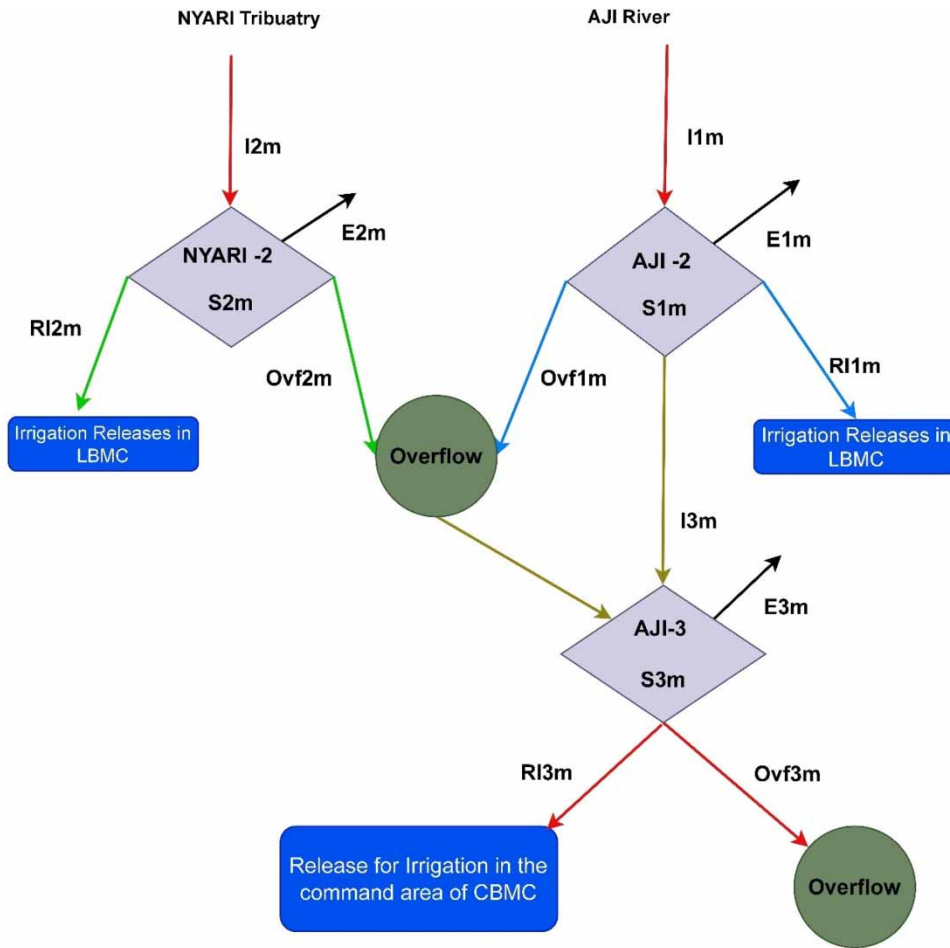 NYARI Tribuatry
AJI River
I2m
I1m
E2m
E1m
NYARI -2
S2m
AJI -2
S1m
RI2m
Ovf2m
Ovf1m
RI1m
Irrigation Releases in
LBMC
Overflow
Irrigation Releases in
LBMC
I3m
E3m
AJI-3
S3m
RI3m
Ovf3m
Release for Irrigation in the
command area of CBMC
Overflow